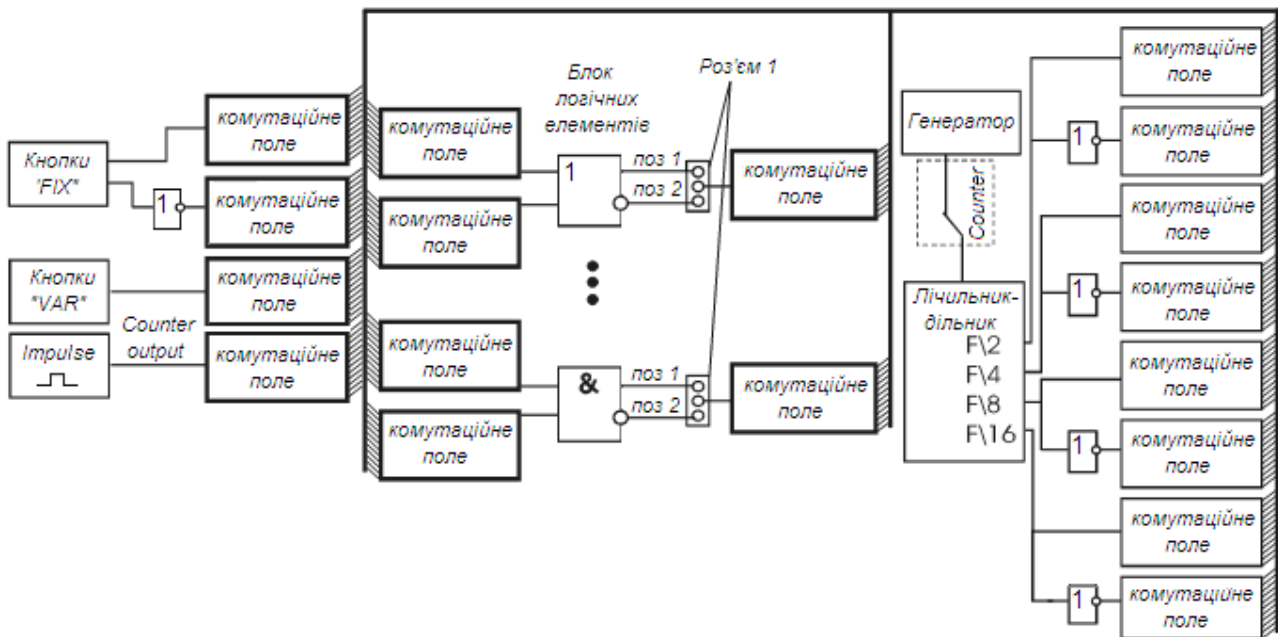 Кнопки
"FIX"
1
комутаційне
поле
комутаційне
поле
Кнопки
"VAR"
комутаційне
поле
Impulse
Counter
output
комутаційне
поле
Блок
логічних
елементів
Роз'єм 1
комутаційне
поле
комутаційне
поле
1
поз 1
поз 2
комутаційне
поле
комутаційне
поле
комутаційне
поле
&
поз 1
поз 2
комутаційне
поле
Генератор
Counter
Лічильник-
дільник
F\2
F\4
F\8
F\16
комутаційне
поле
1
комутаційне
поле
комутаційне
поле
1
комутаційне
поле
комутаційне
поле
1
комутаційне
поле
комутаційне
поле
1
комутаційне
поле